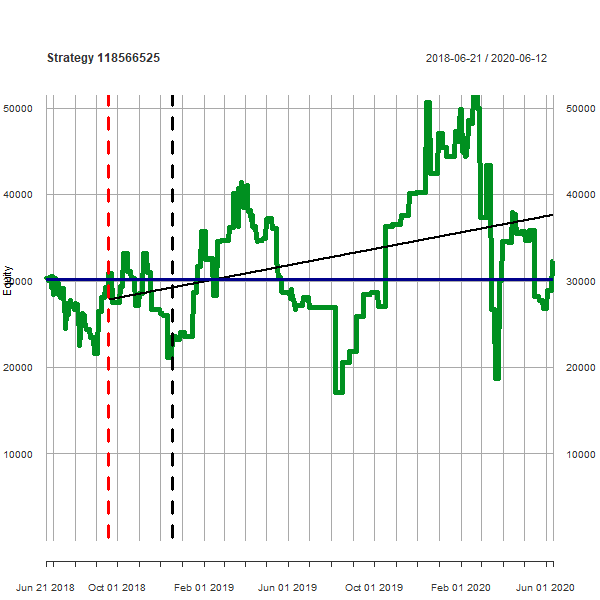 Strategy 118566525
2018-06-21 / 2020-06-12
50000
50000
40000
40000
Equity
30000
30000
20000
20000
10000
10000
Jun 21 2018
Oct 01 2018
Feb 01 2019
Jun 01 2019
Oct 01 2019
Feb 01 2020
Jun 01 2020